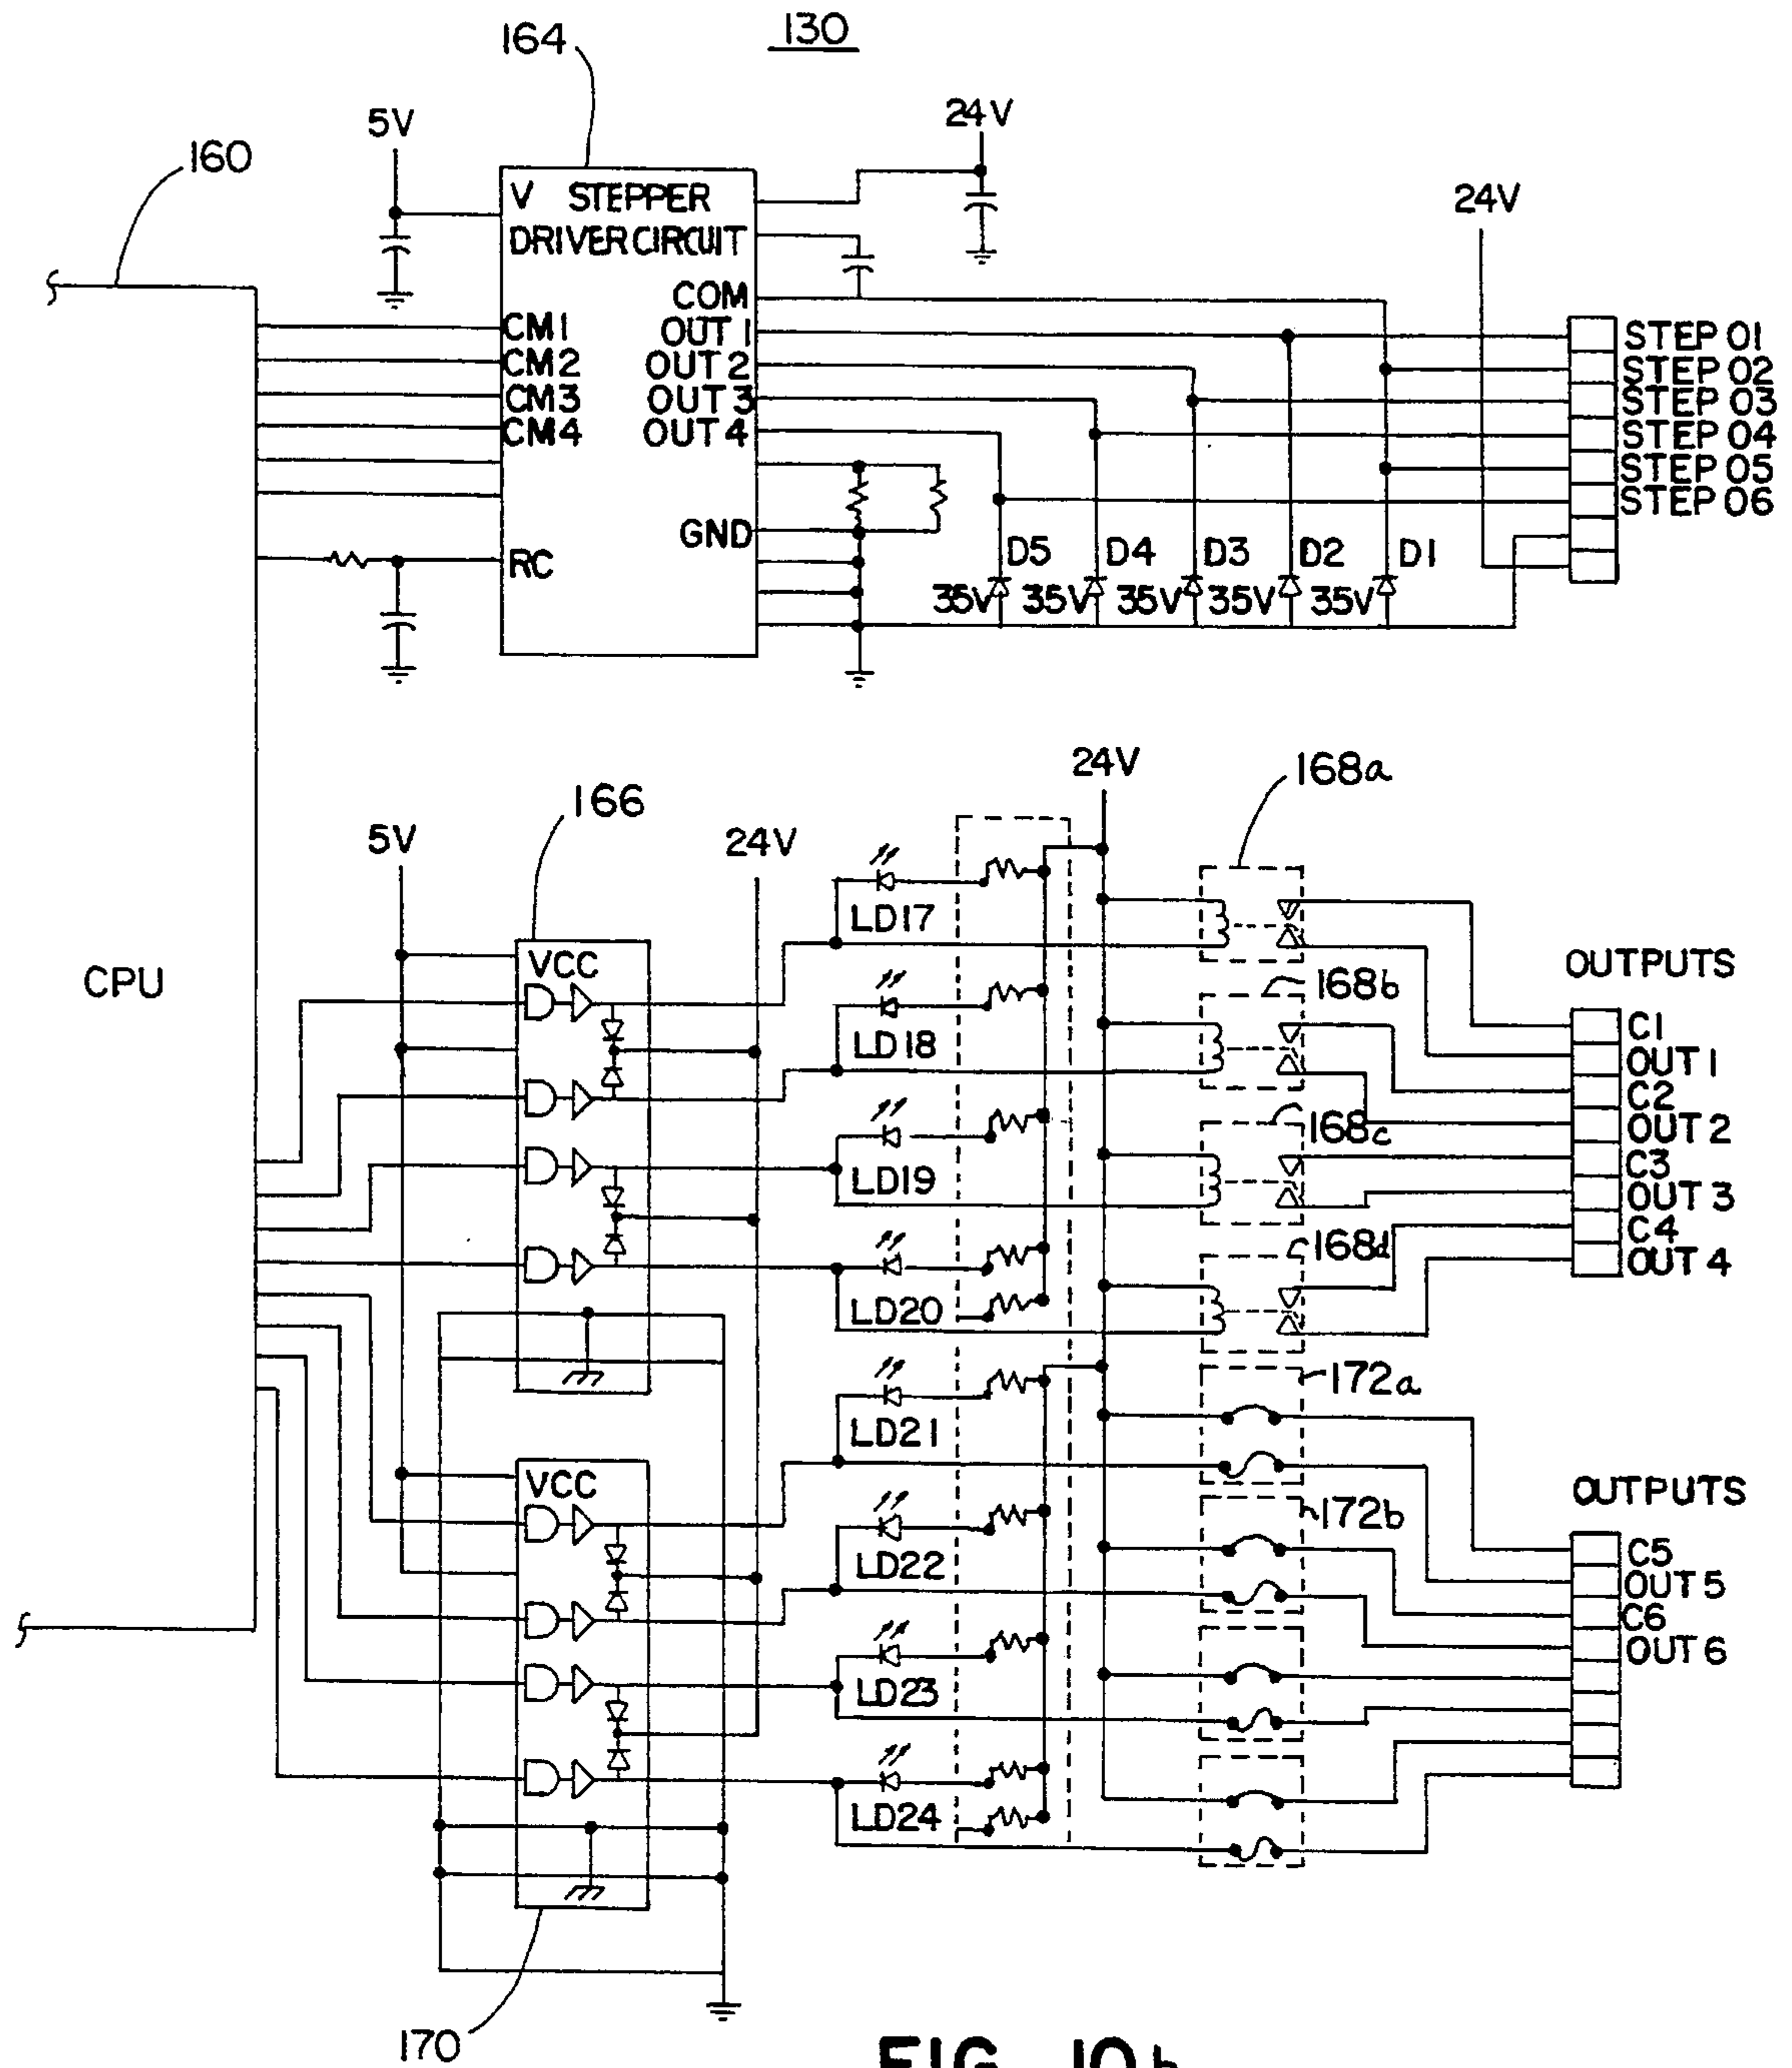 130
164
160
5V
24V
24V
V STEPPER
DRIVER CIRCUIT
COM
CM1
OUT 1
CM2
OUT 2
CM3
OUT 3
CM4
OUT 4
GND
RC
STEP 01
STEP 02
STEP 03
STEP 04
STEP 05
STEP 06
D5
D4
D3
D2
D1
35V
35V
35V
35V
35V
CPU
166
5V
24V
24V
168a
VCC
LD17
168b
LD18
168c
LD19
168d
LD20
OUTPUTS
C1
OUT 1
C2
OUT 2
C3
OUT 3
C4
OUT 4
172a
LD21
VCC
172b
LD22
LD23
LD24
OUTPUTS
C5
OUT 5
C6
OUT 6
170
FIG. 10b